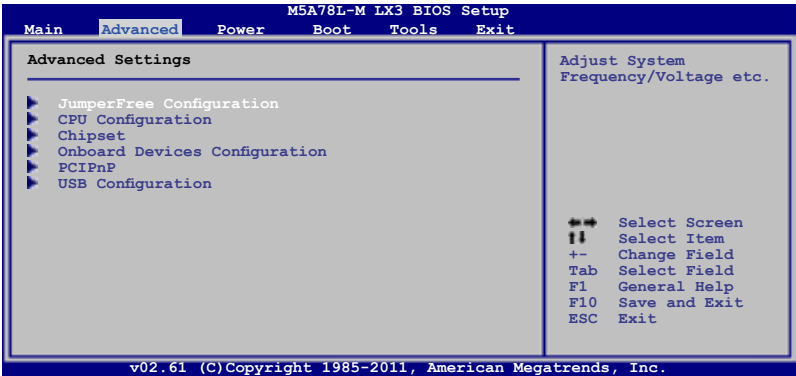 M5A78L-M LX3 BIOS Setup
Main Advanced Power Boot Tools Exit
Advanced Settings
JumperFree Configuration
CPU Configuration
Chipset
Onboard Devices Configuration
PCIPnP
USB Configuration
Adjust System
Frequency/Voltage etc.
Select Screen
Select Item
+- Change Field
Tab Select Field
F1 General Help
F10 Save and Exit
ESC Exit
v02.61 (C)Copyright 1985-2011, American Megatrends, Inc.